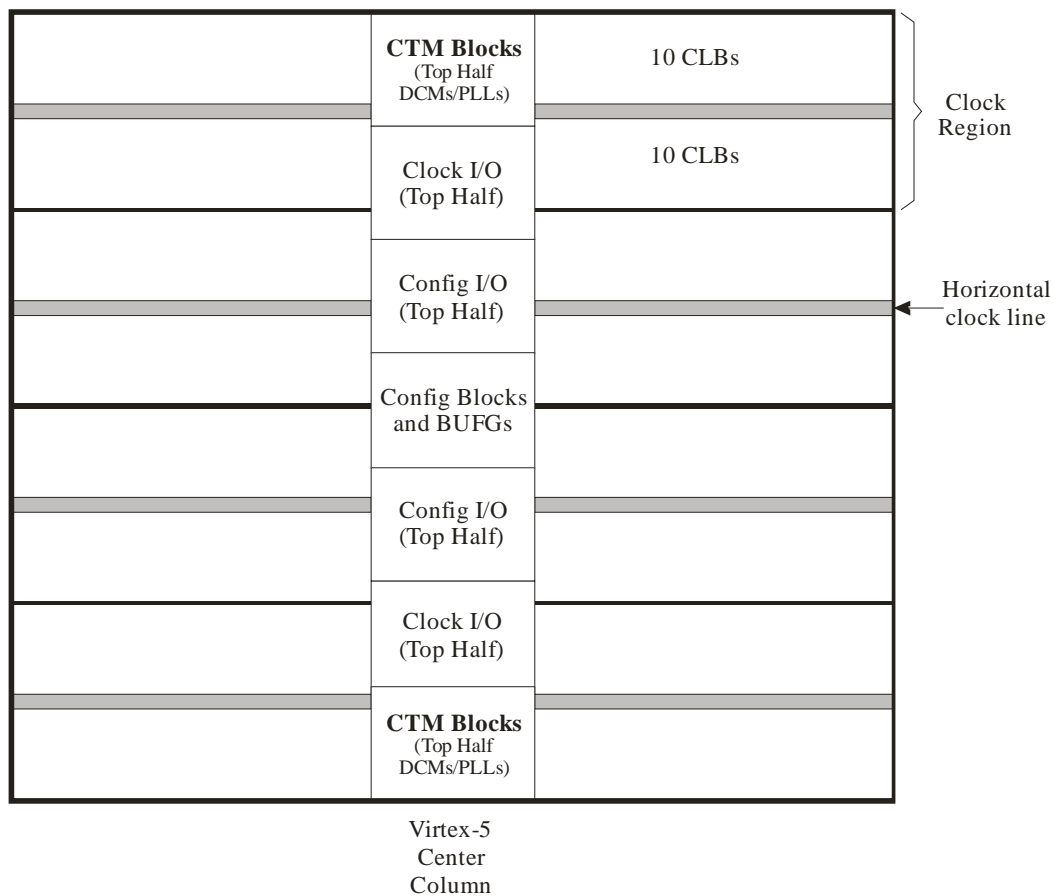 CTM Blocks
(Top Half
DCMs/PLLs)
10 CLBs
Clock
Region
10 CLBs
Clock I/O
(Top Half)
Config I/O
(Top Half)
Horizontal
clock line
Config Blocks
and BUFGs
Config I/O
(Top Half)
Clock I/O
(Top Half)
CTM Blocks
(Top Half
DCMs/PLLs)
Virtex-5
Center
Column